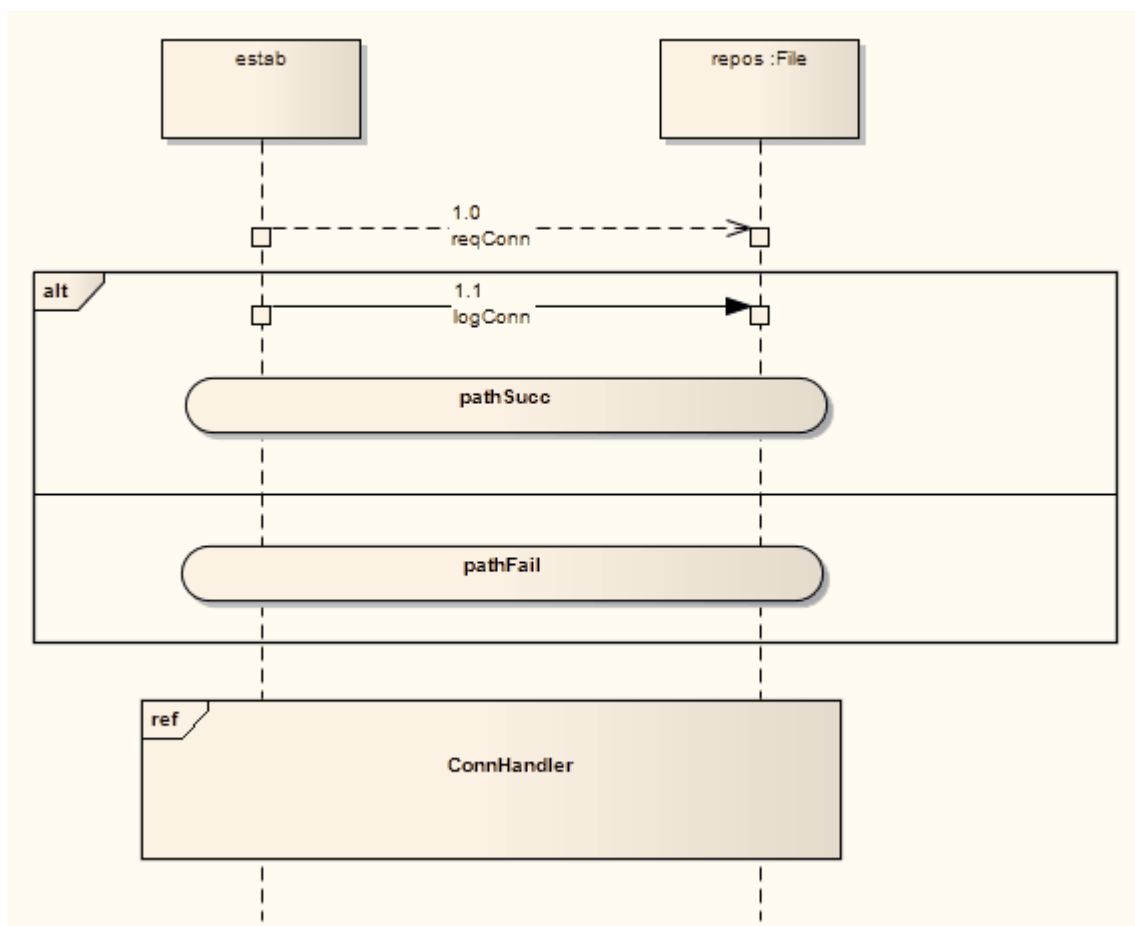 estab
repos :File
1.0
reqConn
alt
1.1
logConn
pathSucc
pathFail
ref
ConnHandler